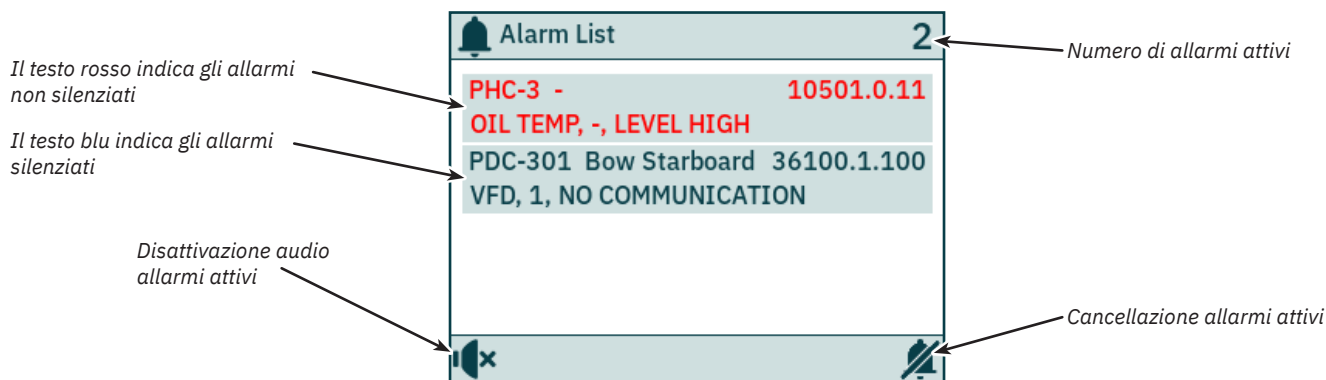 Alarm List 2
Numero di allarmi attivi
Il testo rosso indica gli allarmi
non silenziati
PHC-3 - 10501.0.11
OIL TEMP, -, LEVEL HIGH
Il testo blu indica gli allarmi
silenziati
PDC-301 Bow Starboard 36100.1.100
VFD, 1, NO COMMUNICATION
Disattivazione audio
allarmi attivi
Cancellazione allarmi attivi